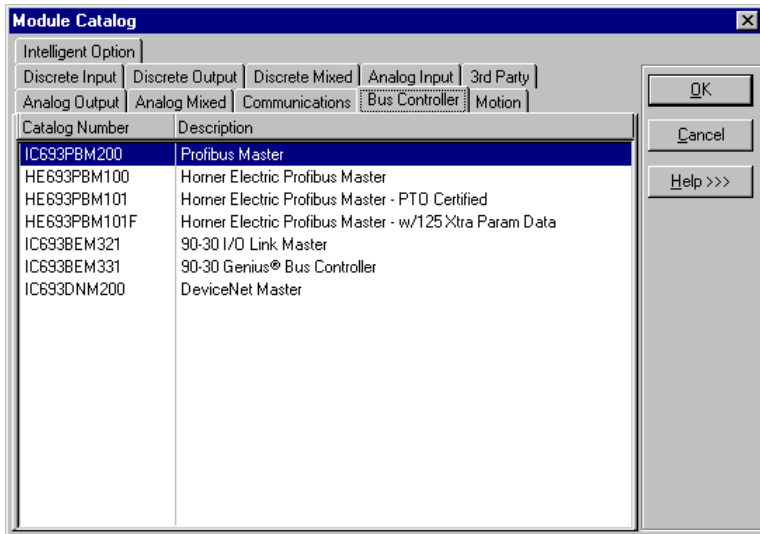 Module Catalog
Intelligent Option
Discrete Input Discrete Output Discrete Mixed Analog Input 3rd Party
Analog Output Analog Mixed Communications Bus Controller Motion
Catalog Number Description
IC693PBM200 Profibus Master
HE693PBM100 Horner Electric Profibus Master
HE693PBM101 Horner Electric Profibus Master - PTO Certified
HE693PBM101F Horner Electric Profibus Master - w/125 Xtra Param Data
IC693BEM321 90-30 I/O Link Master
IC693BEM331 90-30 Genius® Bus Controller
IC693DNM200 DeviceNet Master
OK
Cancel
Help >>>